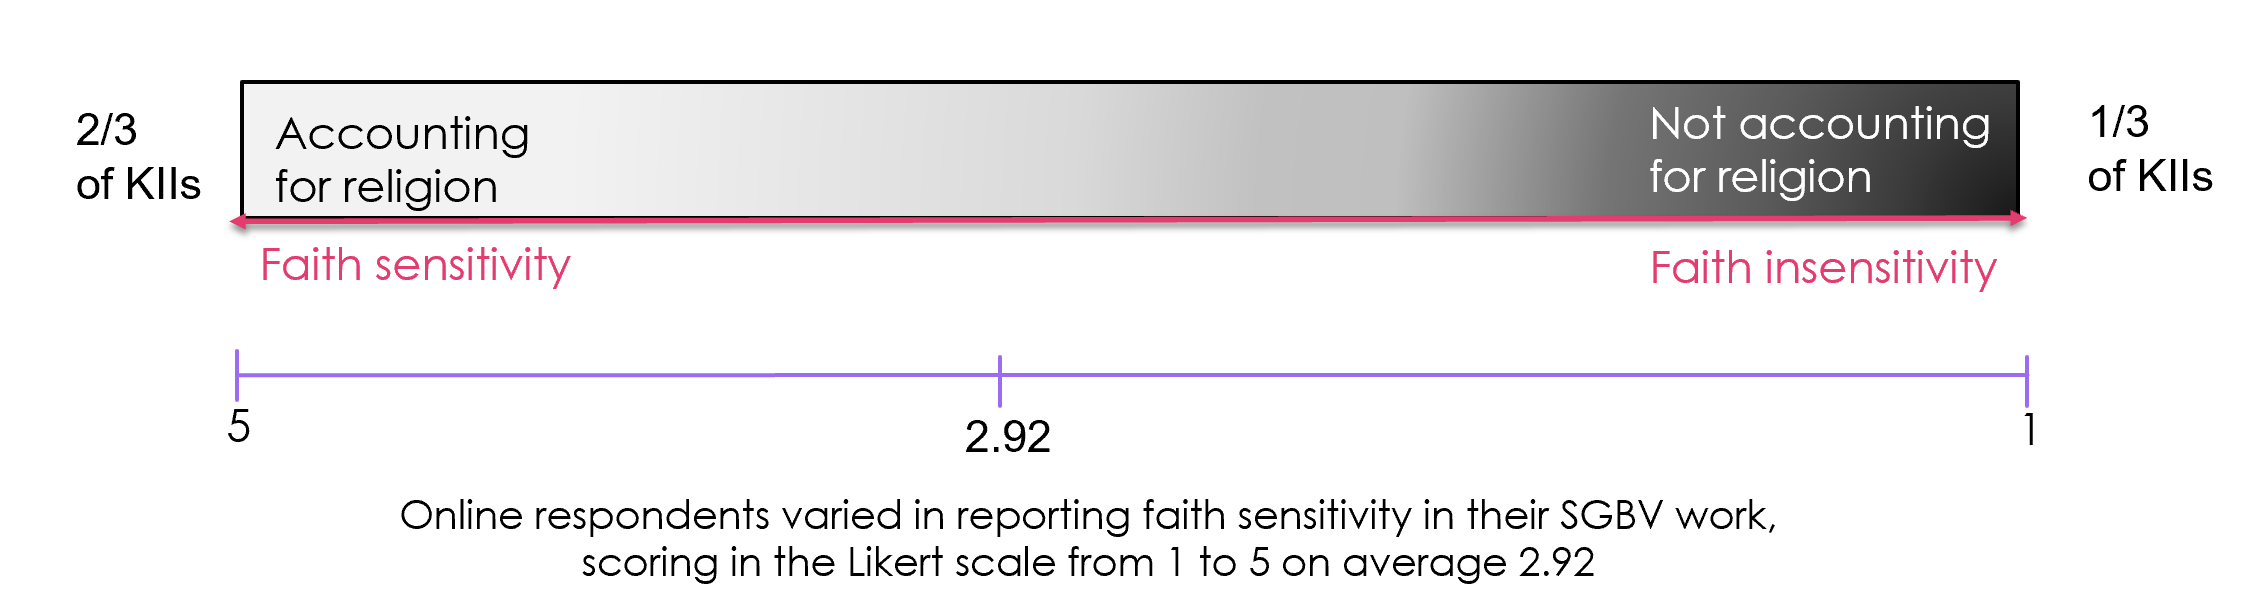 2/3
of KIIs
Accounting
for religion
Not accounting
for religion
1/3
of KIIs
Faith sensitivity
Faith insensitivity
5
2.92
1
Online respondents varied in reporting faith sensitivity in their SGBV work,
scoring in the Likert scale from 1 to 5 on average 2.92